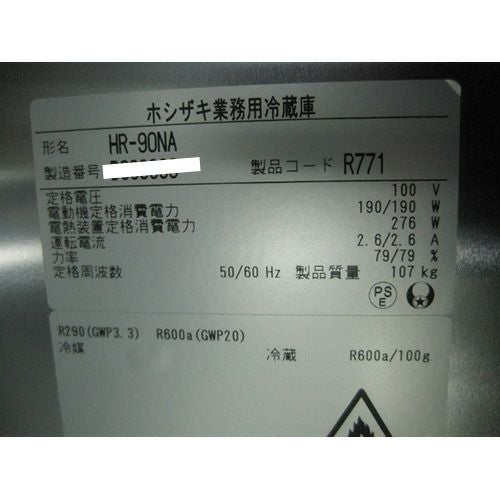 ホシザキ業務用冷蔵庫
形名 HR-90NA
製造番号 製品コード R771
定格電圧 100 V
電動機定格消費電力 190/190 W
電熱装置定格消費電力 276 W
運転電流 2.6/2.6 A
力率 79/79 %
定格周波数 50/60 Hz 製品質量 107 kg
PS
E
R290(GWP3.3) R600a(GWP20)
冷媒 冷蔵 R600a/100g